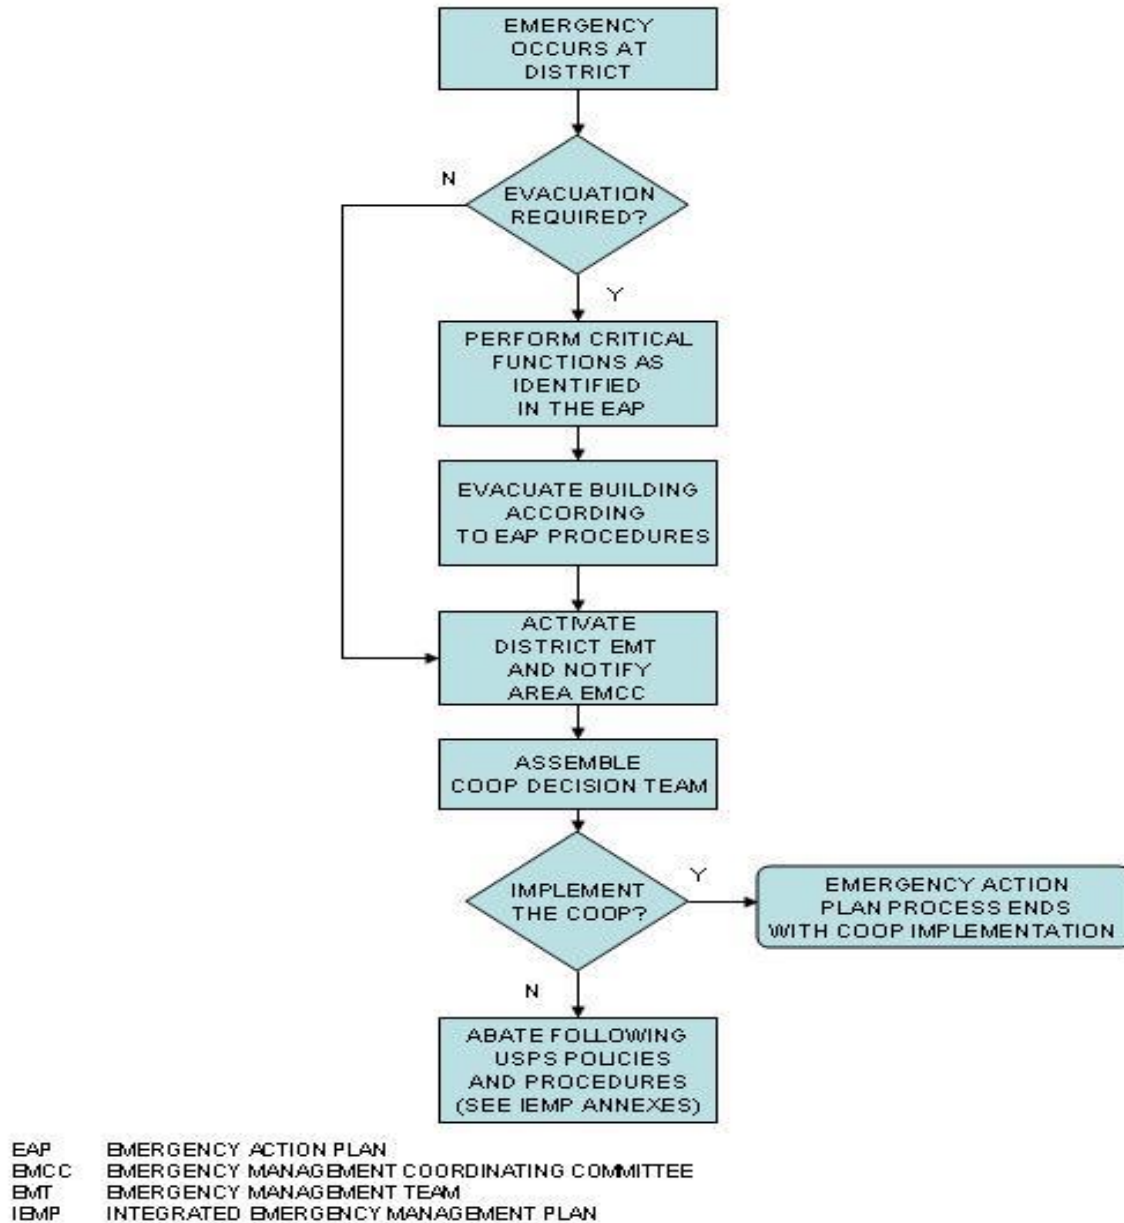 EMERGENCY
OCCURS AT
DISTRICT
N
EVACUATION
REQUIRED?
Y
PERFORM CRITICAL
FUNCTIONS AS
IDENTIFIED
IN THE EAP
EVACUATE BUILDING
ACCORDING
TO EAP PROCEDURES
ACTIVATE
DISTRICT EMT
AND NOTIFY
AREA EMCC
ASSEMBLE
COOP DECISION TEAM
IMPLEMENT
THE COOP?
Y
EMERGENCY ACTION
PLAN PROCESS ENDS
WITH COOP IMPLEMENTATION
N
ABATE FOLLOWING
USPS POLICIES
AND PROCEDURES
(SEE IEMP ANNEXES)
EAP EMERGENCY ACTION PLAN
EMCC EMERGENCY MANAGEMENT COORDINATING COMMITTEE
EMT EMERGENCY MANAGEMENT TEAM
IEMP INTEGRATED EMERGENCY MANAGEMENT PLAN